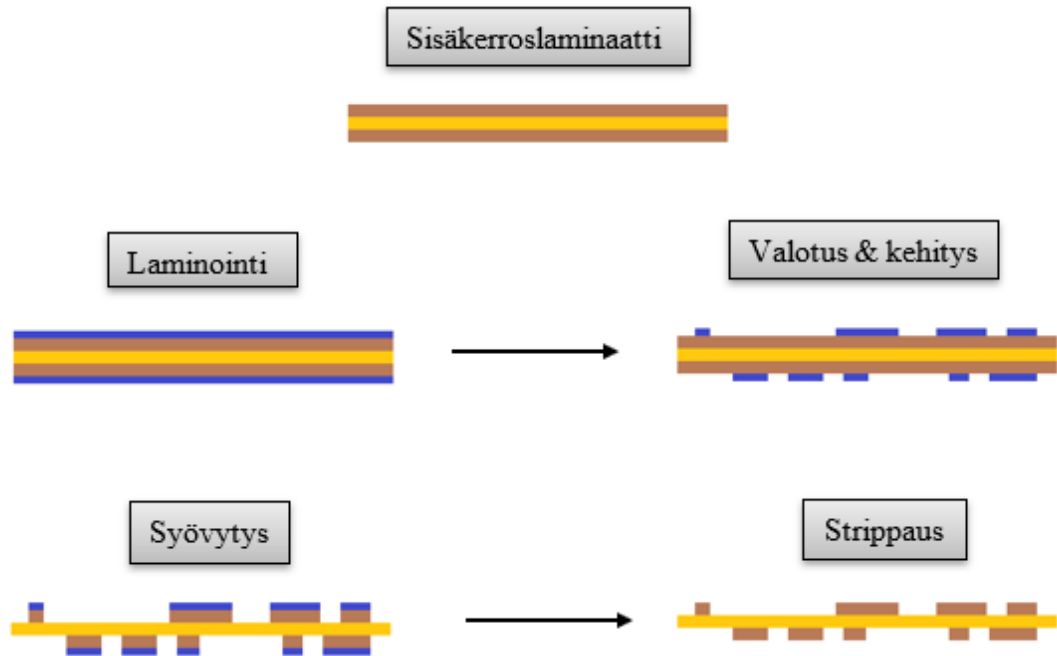 Sisäkerroslaminaatti
Laminointi
Valotus & kehitys
Syövytys
Strippaus